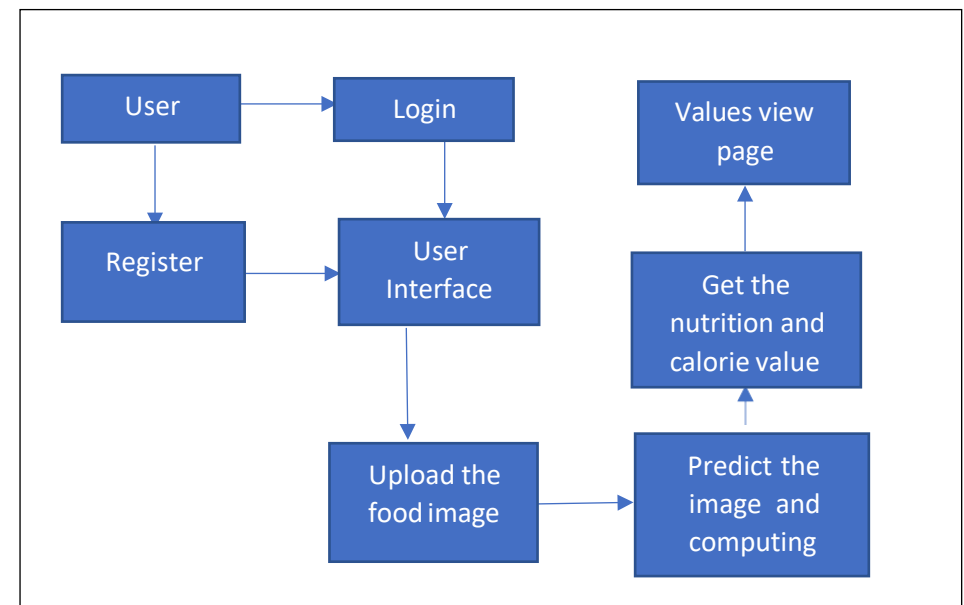 User
Login
Register
User
Interface
Upload the
food image
Predict the
image and
computing
Get the
nutrition and
calorie value
Values view
page